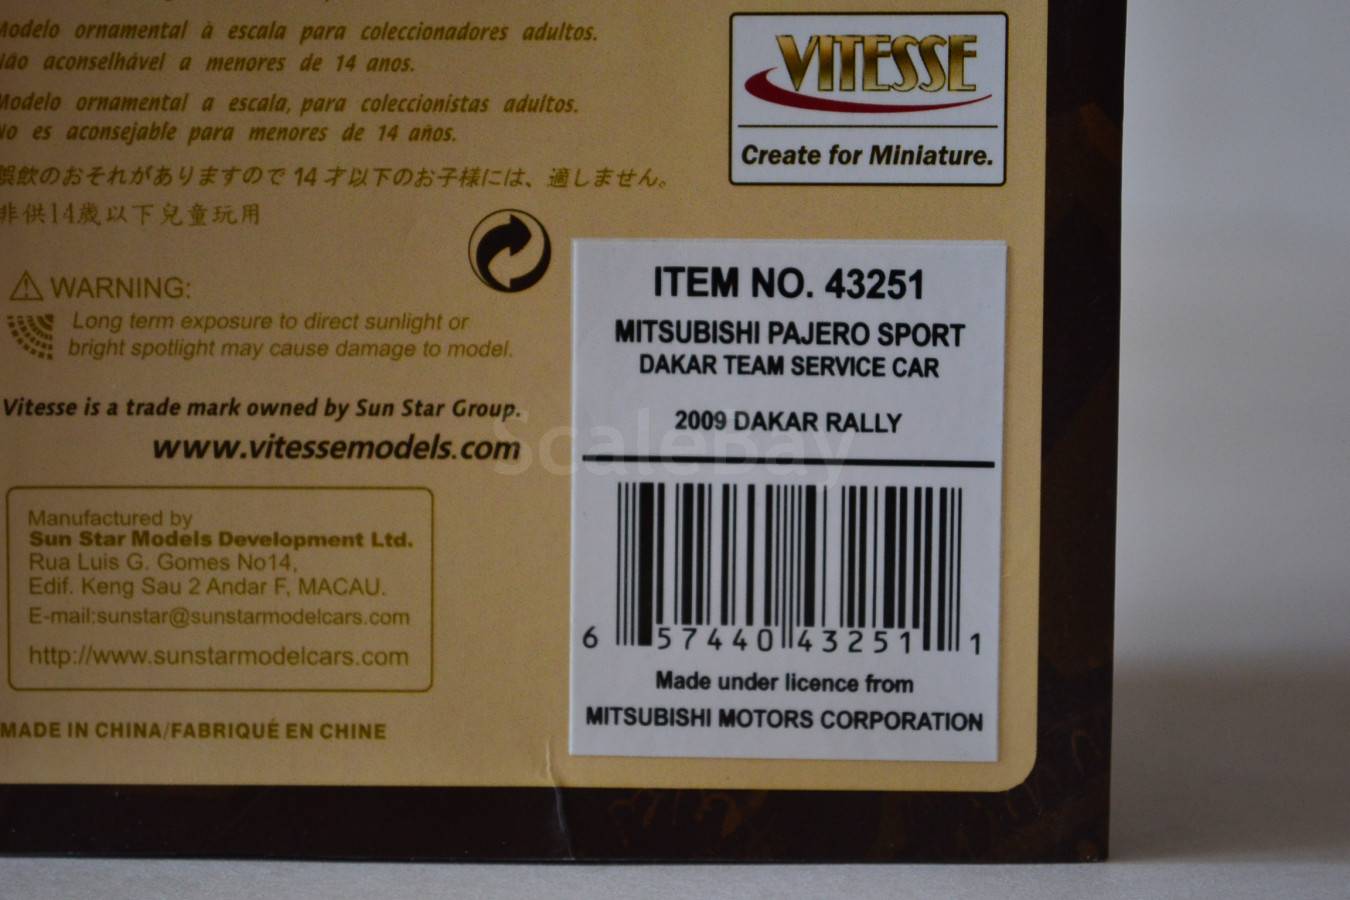 Modelo ornamental à escala para coleccionadores adultos.
Não aconselhável a menores de 14 anos.
Modelo ornamental a escala, para coleccionistas adultos.
No es aconsejable para menores de 14 años.
誤飲のおそれがありますので 14 才以下のお子様には、適しません。
非供14歲以下兒童玩用
WARNING:
Long term exposure to direct sunlight or
bright spotlight may cause damage to model.
Vitesse is a trade mark owned by Sun Star Group.
www.vitessemodels.com
Manufactured by
Sun Star Models Development Ltd.
Rua Luis G. Gomes No14,
Edif. Keng Sau 2 Andar F, MACAU.
E-mail:sunstar@sunstarmodelcars.com
http://www.sunstarmodelcars.com
MADE IN CHINA/FABRIQUÉ EN CHINE
VITESSE
Create for Miniature.
ITEM NO. 43251
MITSUBISHI PAJERO SPORT
DAKAR TEAM SERVICE CAR
2009 DAKAR RALLY
6 57440 43251 1
Made under licence from
MITSUBISHI MOTORS CORPORATION
ScaleBay